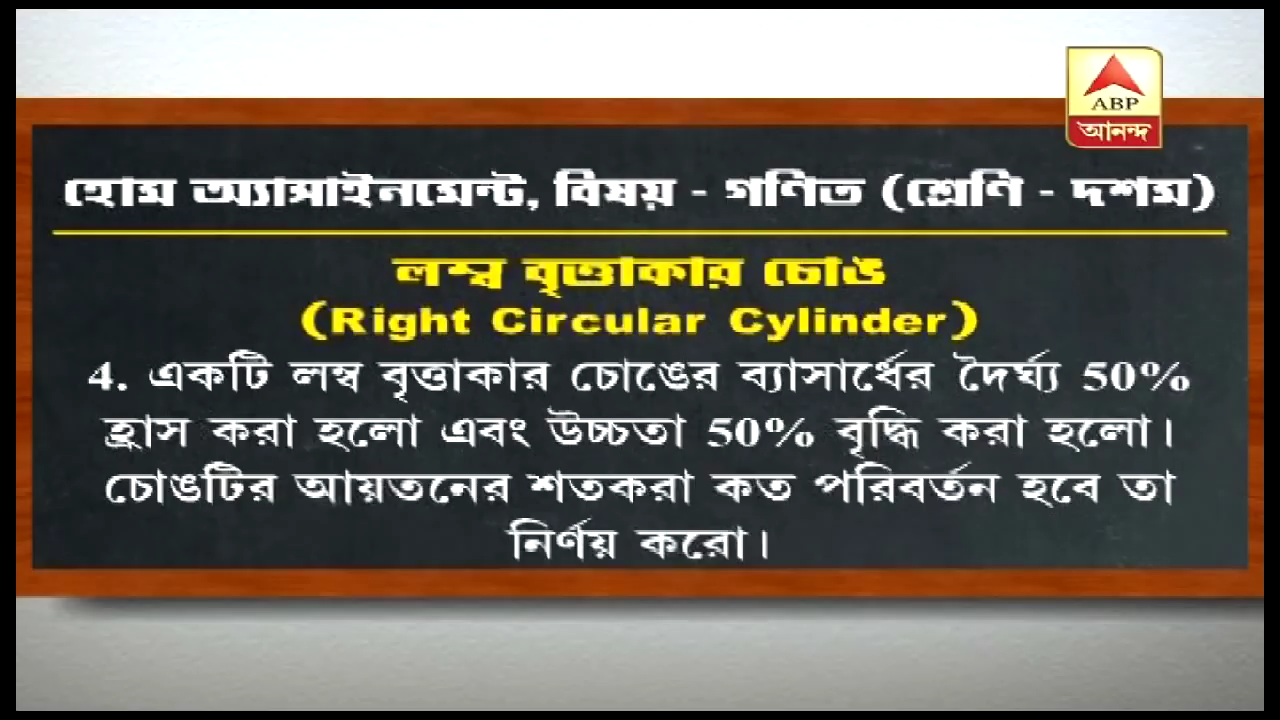 ABP
আনন্দ
হোম অ্যাসাইনমেন্ট, বিষয় - গণিত (শ্রেণি - দশম)
লম্ব বৃত্তাকার চোঙ
(Right Circular Cylinder)
4. একটি লম্ব বৃত্তাকার চোঙের ব্যাসার্ধের দৈর্ঘ্য 50%
হ্রাস করা হলো এবং উচ্চতা 50% বৃদ্ধি করা হলো।
চোঙটির আয়তনের শতকরা কত পরিবর্তন হবে তা
নির্ণয় করো।